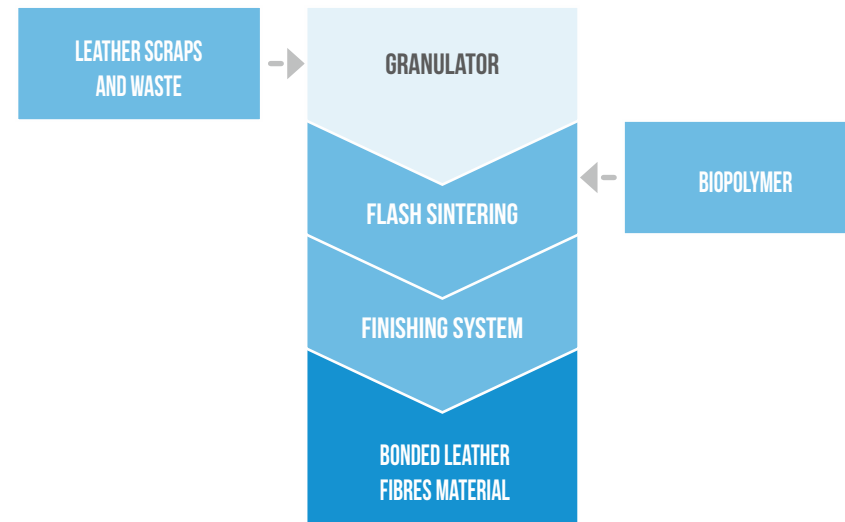 LEATHER SCRAPS
AND WASTE
GRANULATOR
BIOPOLYMER
FLASH SINTERING
FINISHING SYSTEM
BONDED LEATHER
FIBRES MATERIAL